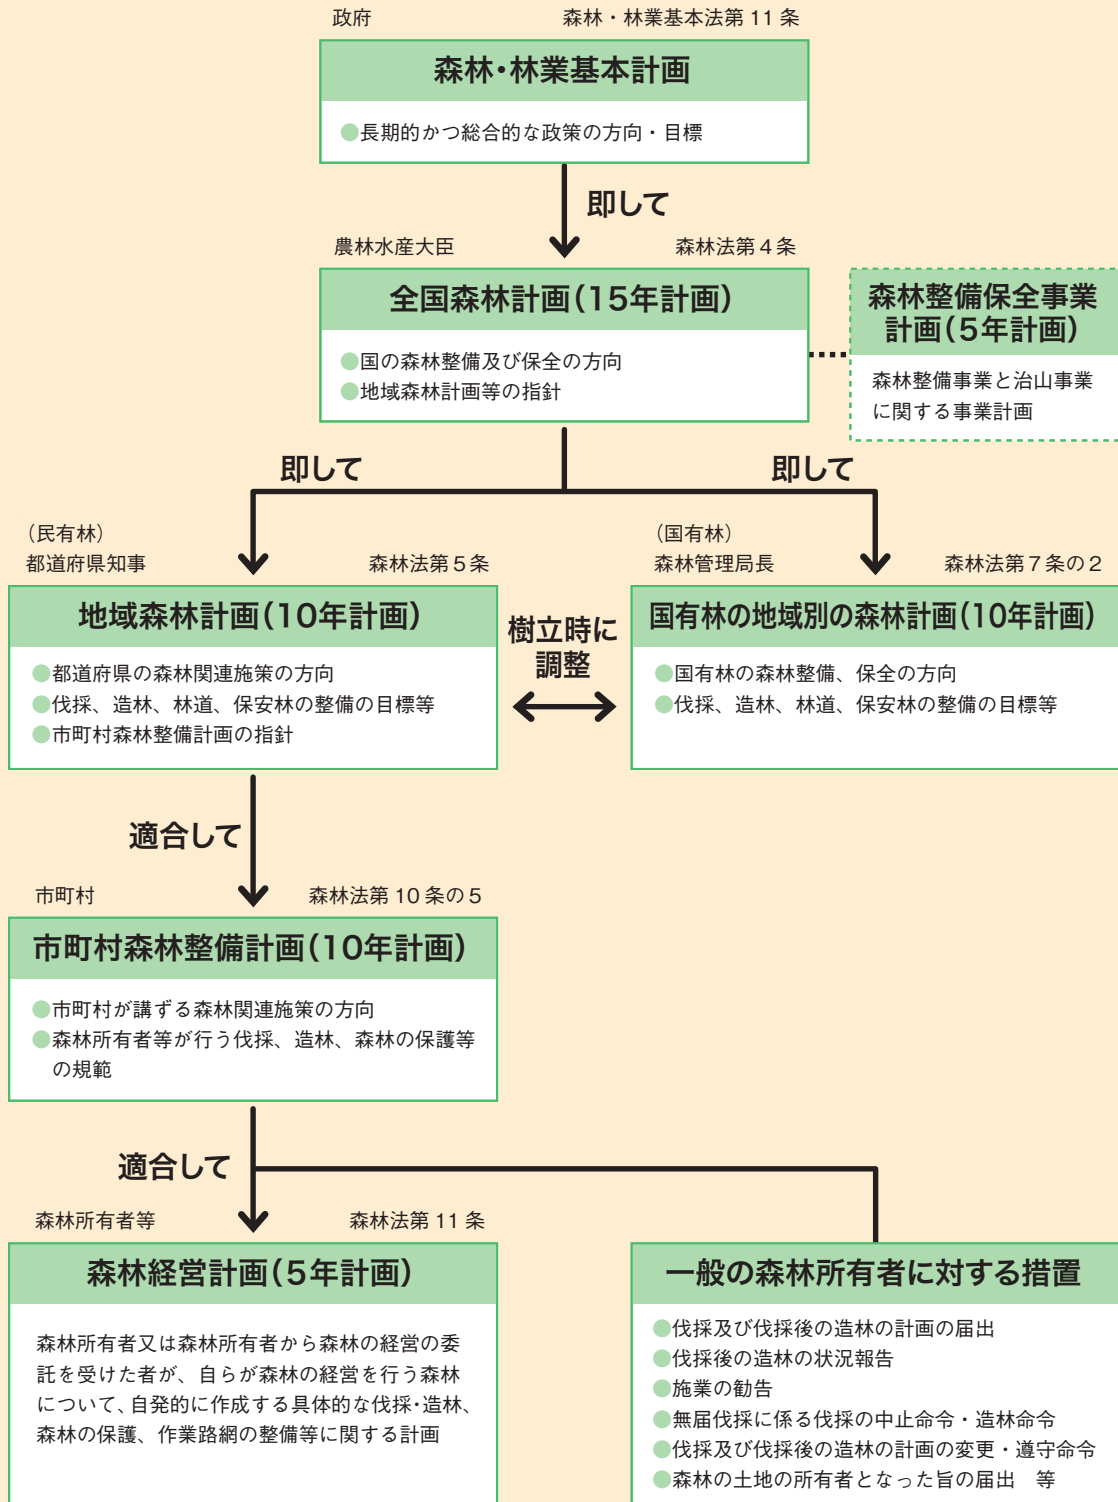 政府　森林・林業基本法第11条
森林・林業基本計画
●長期的かつ総合的な政策の方向・目標
即して
農林水産大臣　森林法第４条
全国森林計画（15年計画）
●国の森林整備及び保全の方向
●地域森林計画等の指針
森林整備保全事業
計画（５年計画）
森林整備事業と治山事業
に関する事業計画
即して　即して
（民有林）
都道府県知事　森林法第５条
地域森林計画（10年計画）
●都道府県の森林関連施策の方向
●伐採、造林、林道、保安林の整備の目標等
●市町村森林整備計画の指針
樹立時に
調整
（国有林）
森林管理局長　森林法第７条の２
国有林の地域別の森林計画（10年計画）
●国有林の森林整備、保全の方向
●伐採、造林、林道、保安林の整備の目標等
適合して
市町村　森林法第10条の５
市町村森林整備計画（10年計画）
●市町村が講ずる森林関連施策の方向
●森林所有者等が行う伐採、造林、森林の保護等
の規範
適合して
森林所有者等　森林法第11条
森林経営計画（５年計画）
森林所有者又は森林所有者から森林の経営の委
託を受けた者が、自らが森林の経営を行う森林
について、自発的に作成する具体的な伐採・造林、
森林の保護、作業路網の整備等に関する計画
一般の森林所有者に対する措置
●伐採及び伐採後の造林の計画の届出
●伐採後の造林の状況報告
●施業の勧告
●無届伐採に係る伐採の中止命令・造林命令
●伐採及び伐採後の造林の計画の変更・遵守命令
●森林の土地の所有者となった旨の届出　等